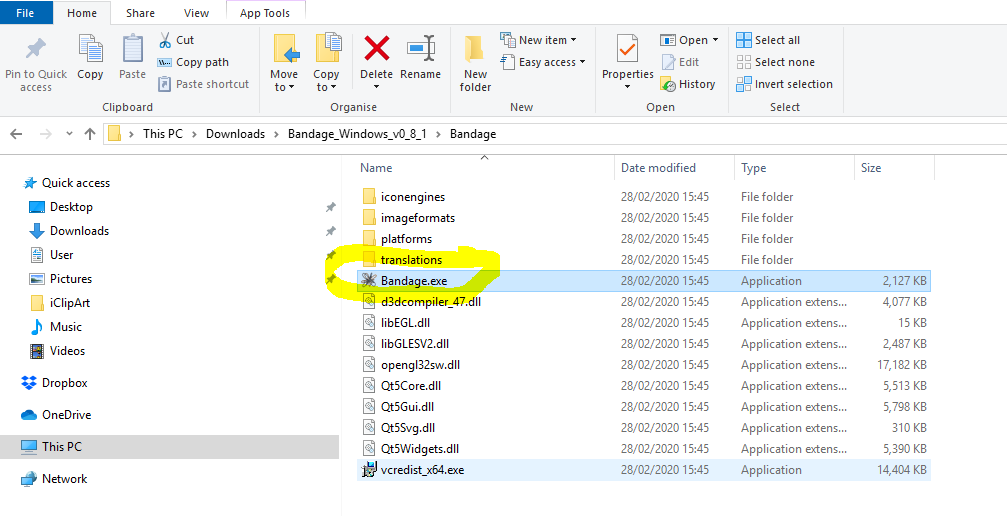 File Home Share View App Tools
Pin to Quick access
Copy
Paste
Cut
Copy path
Paste shortcut
Clipboard
Move to
Copy to
Delete
Rename
Organise
New folder
New item
Easy access
New
Properties
Open
Edit
History
Open
Select all
Select none
Invert selection
Select
This PC > Downloads > Bandage_Windows_v0_8_1 > Bandage
Quick access
Desktop
Downloads
User
Pictures
iClipArt
Music
Videos
Dropbox
OneDrive
This PC
Network
Name Date modified Type Size
iconengines 28/02/2020 15:45 File folder
imageformats 28/02/2020 15:45 File folder
platforms 28/02/2020 15:45 File folder
translations 28/02/2020 15:45 File folder
Bandage.exe 28/02/2020 15:45 Application 2,127 KB
d3dcompiler_47.dll 28/02/2020 15:45 Application extens... 4,077 KB
libEGL.dll 28/02/2020 15:45 Application extens... 15 KB
libGLESV2.dll 28/02/2020 15:45 Application extens... 2,487 KB
opengl32sw.dll 28/02/2020 15:45 Application extens... 17,182 KB
Qt5Core.dll 28/02/2020 15:45 Application extens... 5,513 KB
Qt5Gui.dll 28/02/2020 15:45 Application extens... 5,798 KB
Qt5Svg.dll 28/02/2020 15:45 Application extens... 310 KB
Qt5Widgets.dll 28/02/2020 15:45 Application extens... 5,390 KB
vcredist_x64.exe 28/02/2020 15:45 Application 14,404 KB